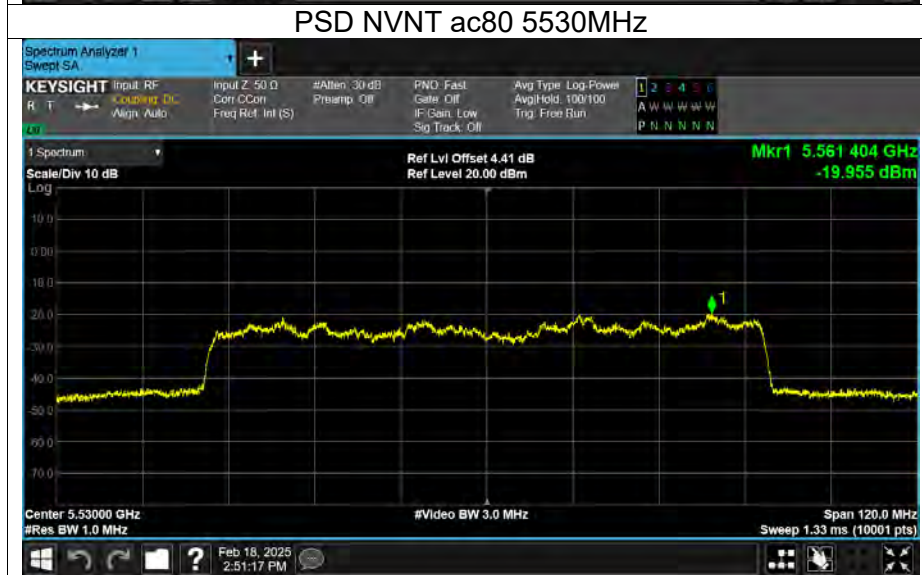 PSD NVNT ac80 5530MHz
Spectrum Analyzer 1
Swept SA
+
KEYSIGHT Input: RF Input Z: 50 Ω #Atten: 30 dB PNO: Fast Avg Type: Log-Power 1 2 3 4 5 6
R T Coupling: DC Corr CCorr Preamp: Off Gate: Off Avg|Hold: 100/100 A W W W W W
Align: Auto Freq Ref: Int (S) IF Gain: Low Trig: Free Run
Sig Track: Off P N N N N N
1 Spectrum Ref Lvl Offset 4.41 dB Mkr1 5.561 404 GHz
Scale/Div 10 dB Ref Level 20.00 dBm -19.955 dBm
Log
10.0
0.00
-10.0
1
-20.0
-30.0
-40.0
-50.0
-60.0
-70.0
Center 5.53000 GHz #Video BW 3.0 MHz Span 120.0 MHz
#Res BW 1.0 MHz Sweep 1.33 ms (10001 pts)
? Feb 18, 2025
2:51:17 PM